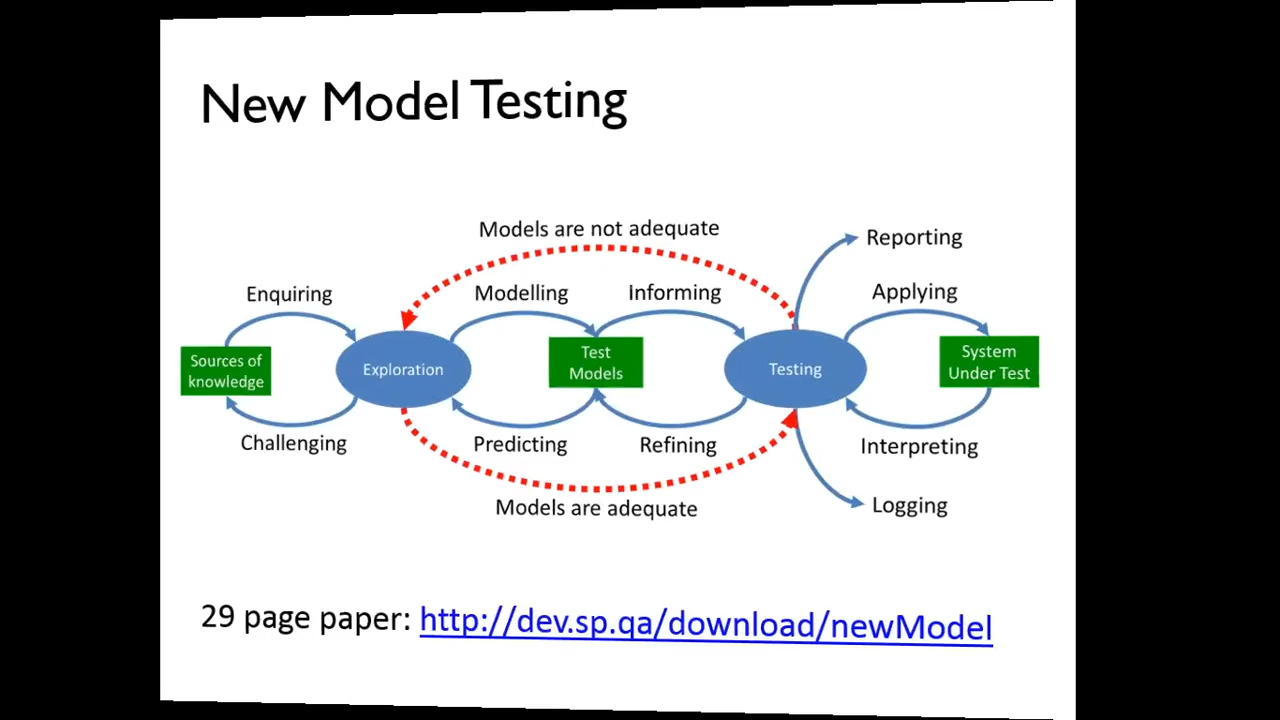 New Model Testing
Models are not adequate
Reporting
Enquiring
Modelling
Informing
Applying
Sources of
knowledge
Exploration
Test
Models
Testing
System
Under Test
Challenging
Predicting
Refining
Interpreting
Models are adequate
Logging
29 page paper: http://dev.sp.qa/download/newModel